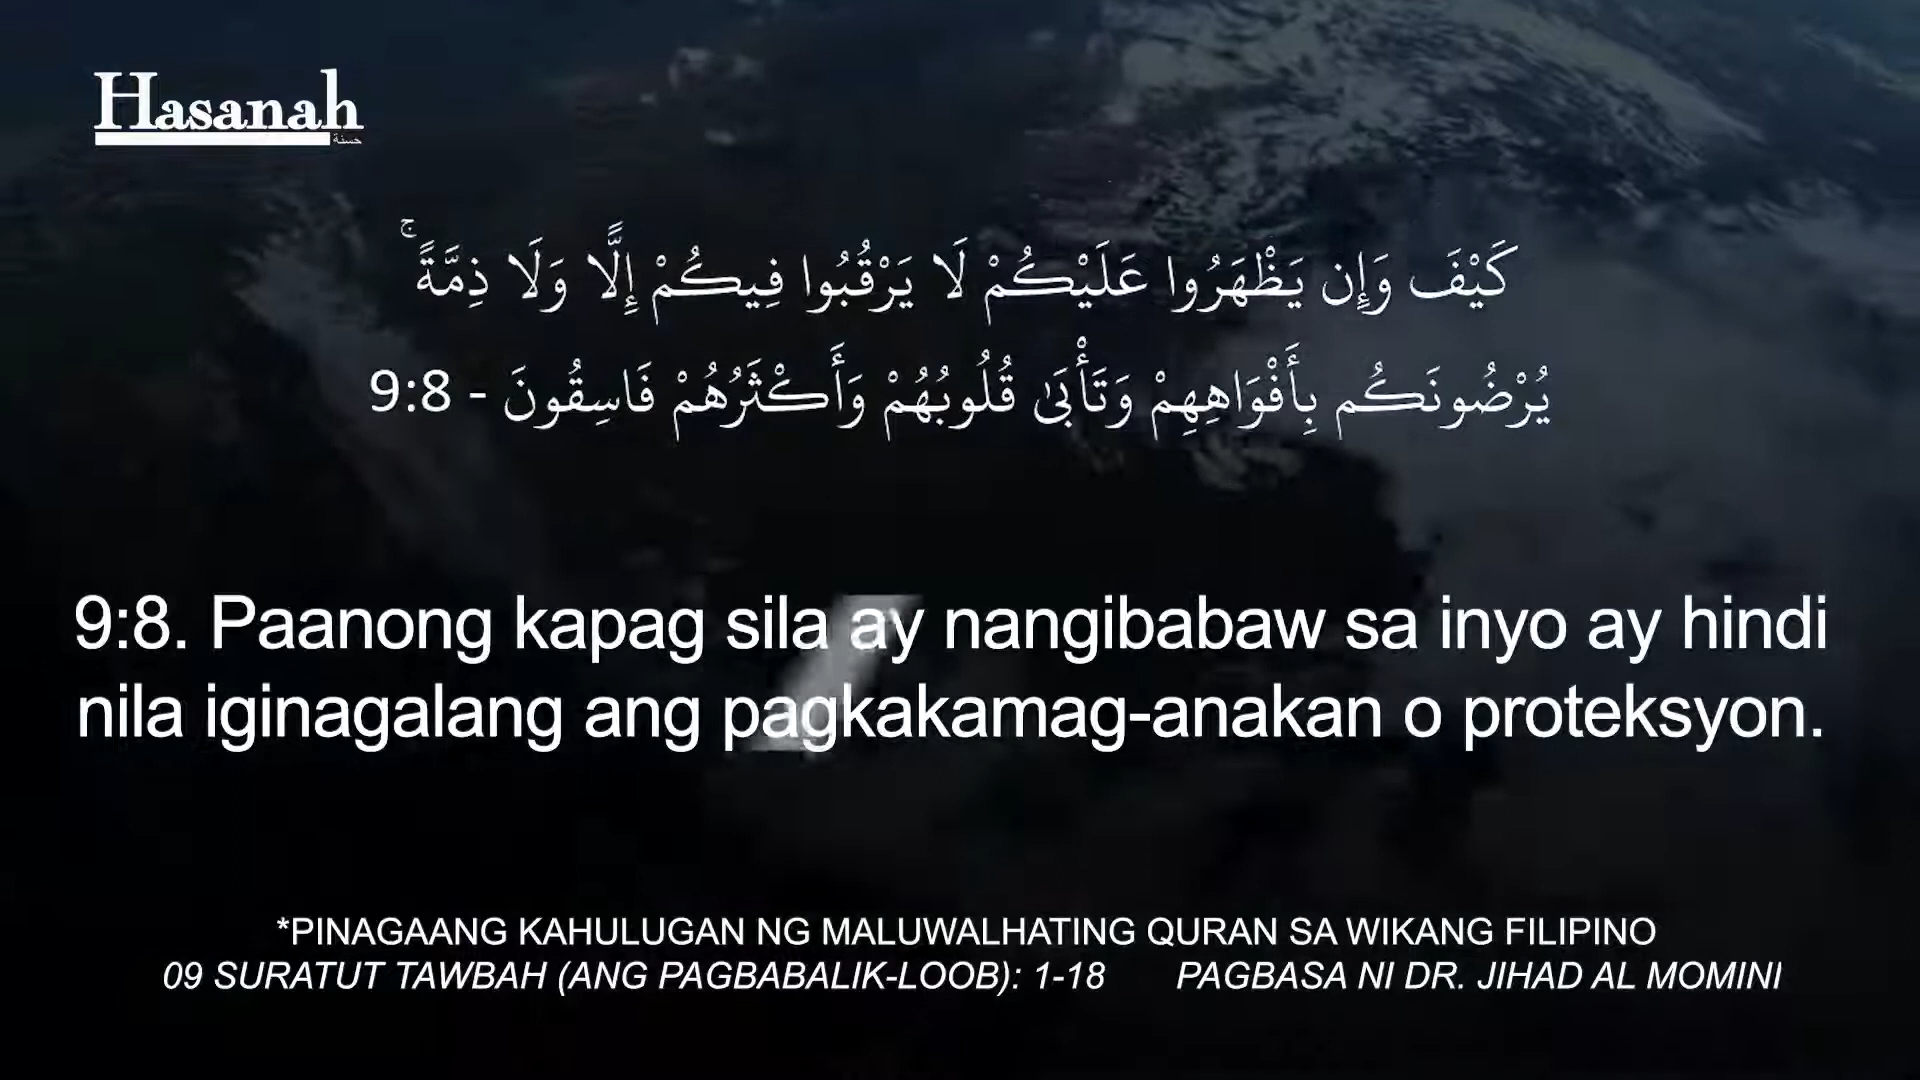 Hasanah
حسنة
كَيْفَ وَإِن يَظْهَرُوا عَلَيْكُمْ لَا يَرْقُبُوا فِيكُمْ إِلًّا وَلَا ذِمَّةً ۚ
يُرْضُونَكُم بِأَفْوَاهِهِمْ وَتَأْبَىٰ قُلُوبُهُمْ وَأَكْثَرُهُمْ فَاسِقُونَ - 9:8
9:8. Paanong kapag sila ay nangibabaw sa inyo ay hindi
nila iginagalang ang pagkakamag-anakan o proteksyon.
*PINAGAANG KAHULUGAN NG MALUWALHATING QURAN SA WIKANG FILIPINO
09 SURATUT TAWBAH (ANG PAGBABALIK-LOOB): 1-18 PAGBASA NI DR. JIHAD AL MOMINI